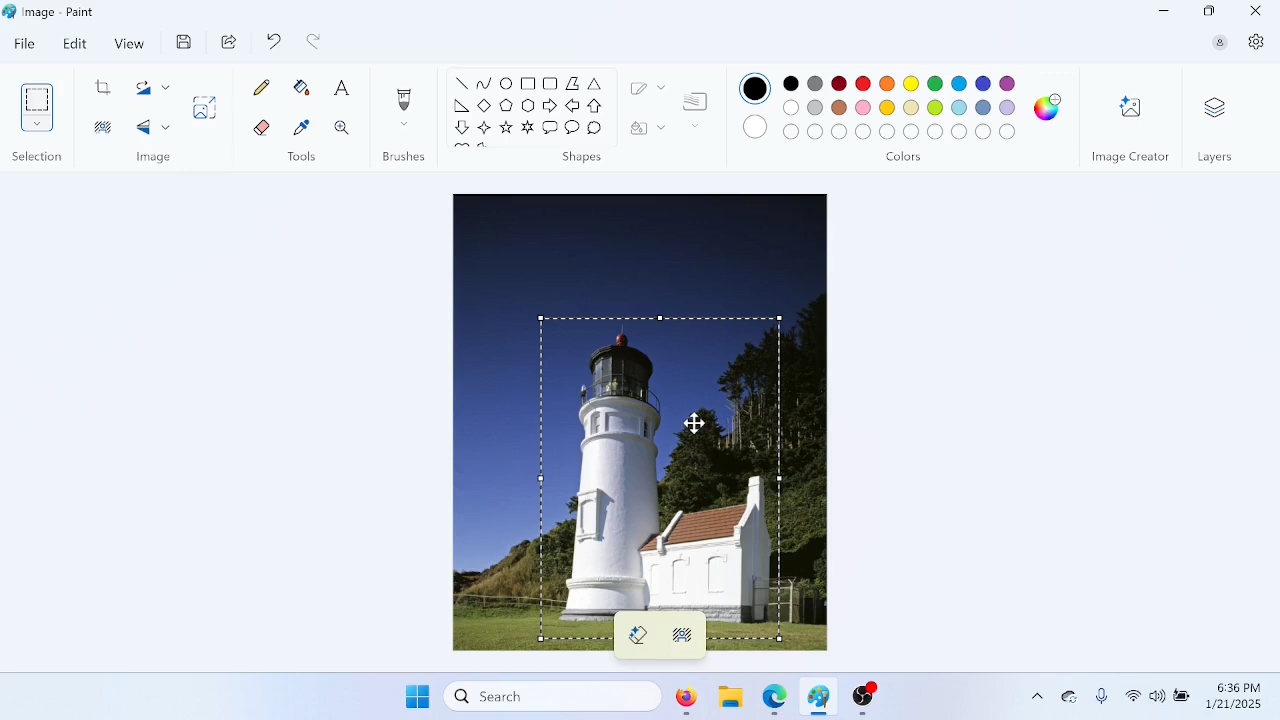 Image - Paint
File Edit View
A
Selection Image Tools Brushes Shapes Colors Image Creator Layers
Search
6:36 PM
1/21/2025